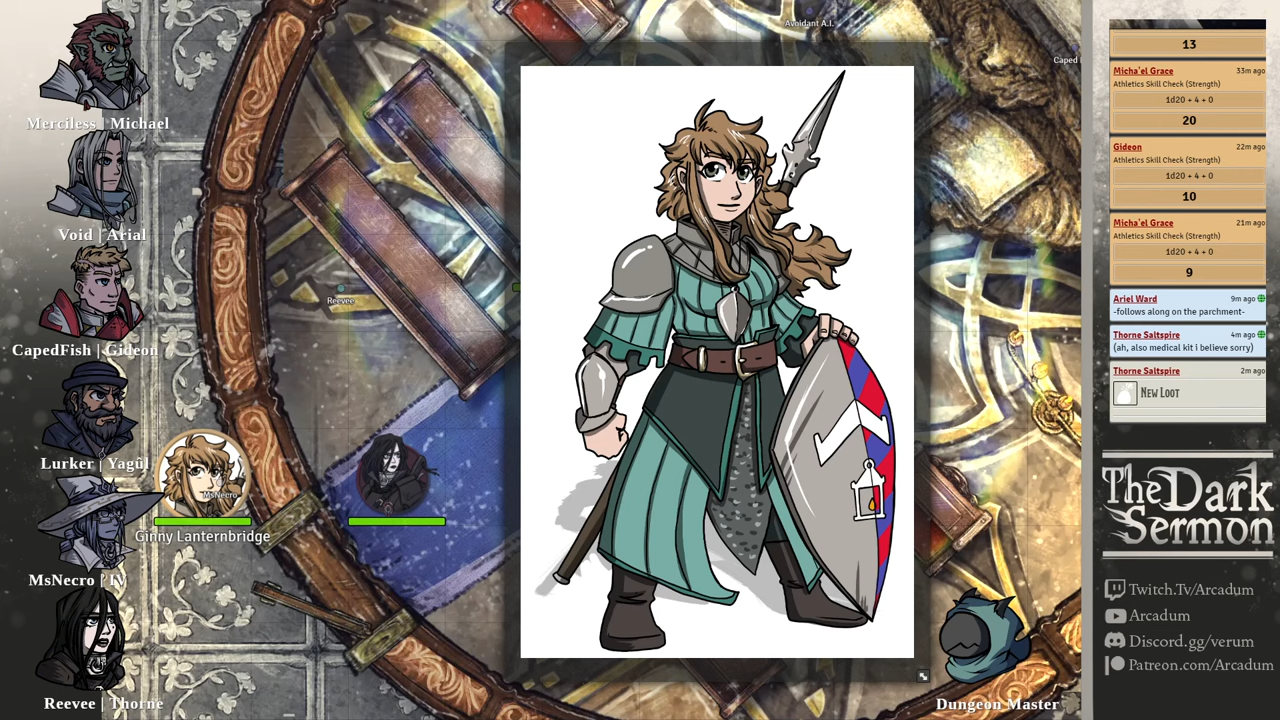 Merciless | Michael
Void | Arial
CapedFish | Gideon
Lurker | Yagül
MsNecro | IV
Reevee | Thorne
Avoidant A.I.
Caped
Reevee
MsNecro
Ginny Lanternbridge
Dungeon Master
13
Micha'el Grace 33m ago
Athletics Skill Check (Strength)
1d20 + 4 + 0
20
Gideon 22m ago
Athletics Skill Check (Strength)
1d20 + 4 + 0
10
Micha'el Grace 21m ago
Athletics Skill Check (Strength)
1d20 + 4 + 0
9
Ariel Ward 9m ago
-follows along on the parchment-
Thorne Saltspire 4m ago
(ah, also medical kit i believe sorry)
Thorne Saltspire 2m ago
New Loot
The Dark
Sermon
Twitch.Tv/Arcadum
Arcadum
Discord.gg/verum
Patreon.com/Arcadum